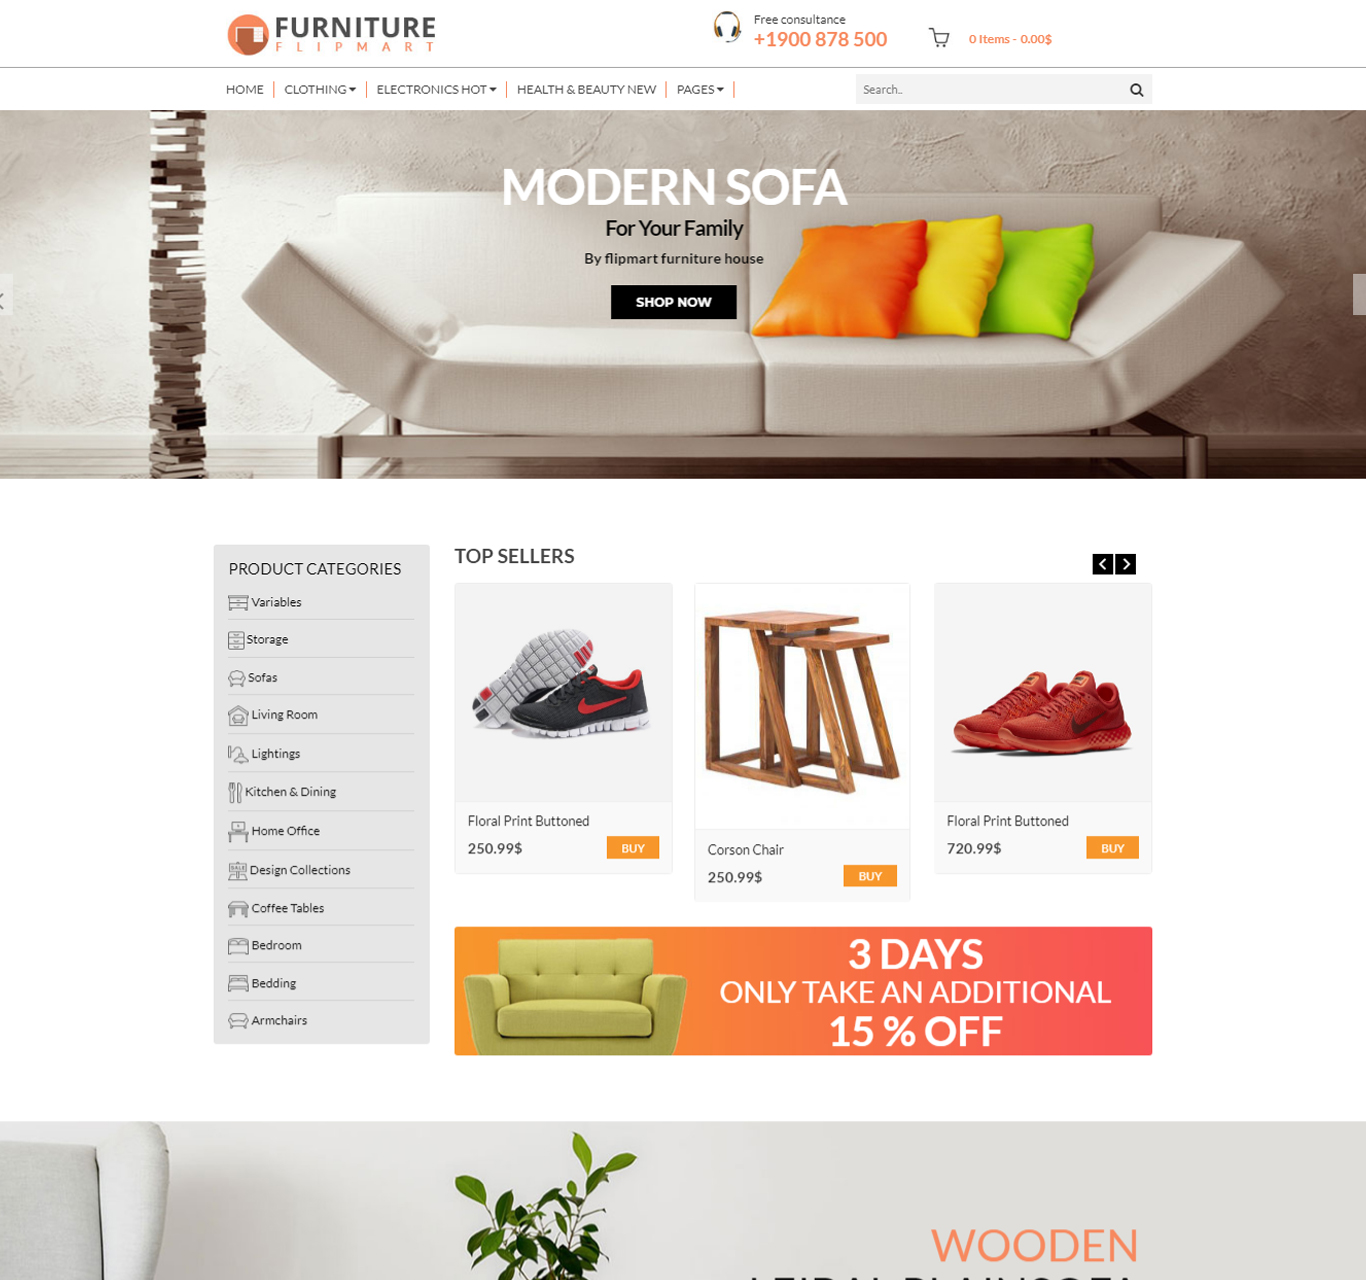 FURNITURE
FLIPMART
Free consultance
+1900 878 500
0 Items - 0.00$
HOME
CLOTHING
ELECTRONICS HOT
HEALTH & BEAUTY NEW
PAGES
Search..
MODERN SOFA
For Your Family
By flipmart furniture house
SHOP NOW
PRODUCT CATEGORIES
Variables
Storage
Sofas
Living Room
Lightings
Kitchen & Dining
Home Office
Design Collections
Coffee Tables
Bedroom
Bedding
Armchairs
TOP SELLERS
Floral Print Buttoned
250.99$
BUY
Corson Chair
250.99$
BUY
Floral Print Buttoned
720.99$
BUY
3 DAYS
ONLY TAKE AN ADDITIONAL
15 % OFF
WOODEN